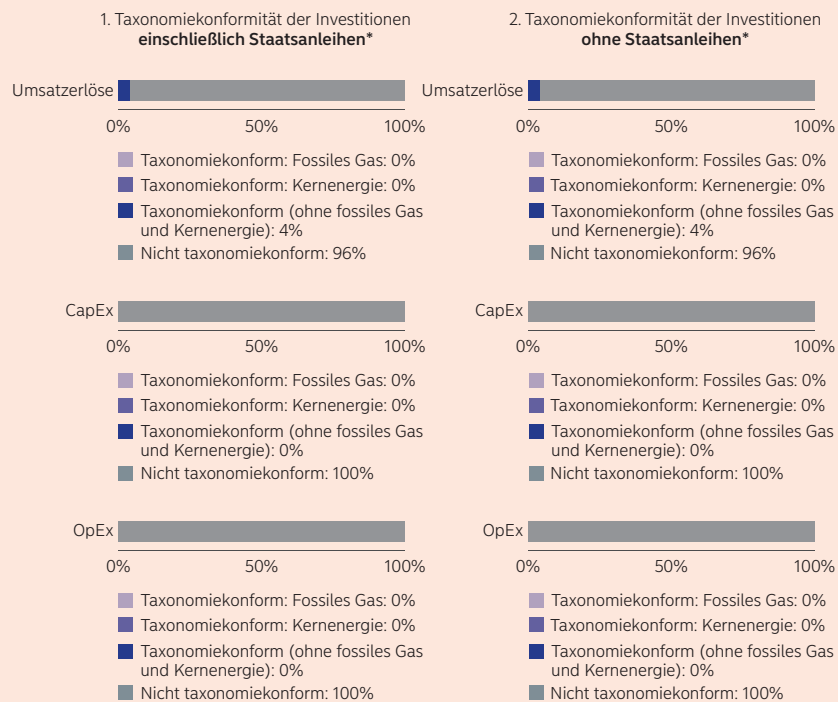 1. Taxonomiekonformität der Investitionen
einschließlich Staatsanleihen*
Umsatzerlöse
0% 50% 100%
Taxonomiekonform: Fossiles Gas: 0%
Taxonomiekonform: Kernenergie: 0%
Taxonomiekonform (ohne fossiles Gas
und Kernenergie): 4%
Nicht taxonomiekonform: 96%
CapEx
0% 50% 100%
Taxonomiekonform: Fossiles Gas: 0%
Taxonomiekonform: Kernenergie: 0%
Taxonomiekonform (ohne fossiles Gas
und Kernenergie): 0%
Nicht taxonomiekonform: 100%
OpEx
0% 50% 100%
Taxonomiekonform: Fossiles Gas: 0%
Taxonomiekonform: Kernenergie: 0%
Taxonomiekonform (ohne fossiles Gas
und Kernenergie): 0%
Nicht taxonomiekonform: 100%
2. Taxonomiekonformität der Investitionen
ohne Staatsanleihen*
Umsatzerlöse
0% 50% 100%
Taxonomiekonform: Fossiles Gas: 0%
Taxonomiekonform: Kernenergie: 0%
Taxonomiekonform (ohne fossiles Gas
und Kernenergie): 4%
Nicht taxonomiekonform: 96%
CapEx
0% 50% 100%
Taxonomiekonform: Fossiles Gas: 0%
Taxonomiekonform: Kernenergie: 0%
Taxonomiekonform (ohne fossiles Gas
und Kernenergie): 0%
Nicht taxonomiekonform: 100%
OpEx
0% 50% 100%
Taxonomiekonform: Fossiles Gas: 0%
Taxonomiekonform: Kernenergie: 0%
Taxonomiekonform (ohne fossiles Gas
und Kernenergie): 0%
Nicht taxonomiekonform: 100%